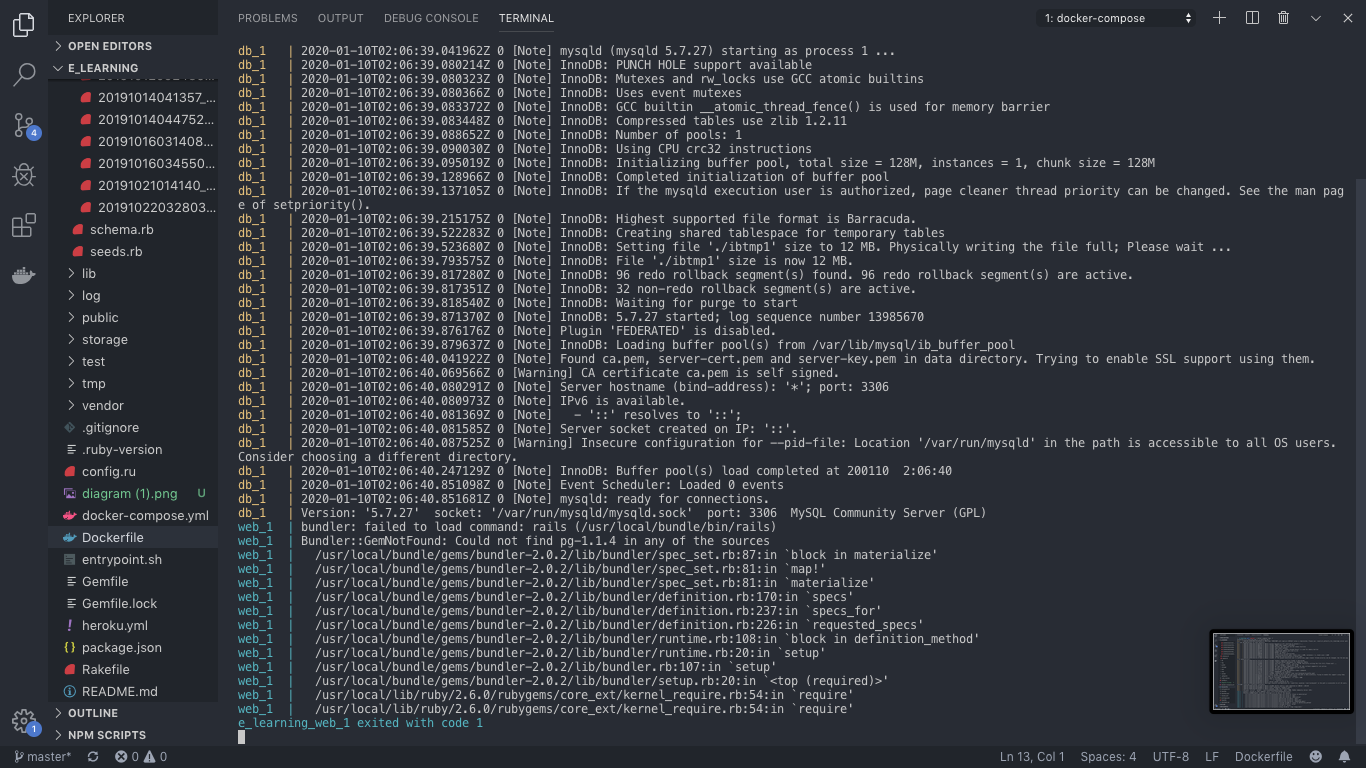 EXPLORER
OPEN EDITORS
E_LEARNING
20191014041357_...
20191014044752...
20191016031408...
20191016034550...
20191021014140_...
20191022032803...
schema.rb
seeds.rb
lib
log
public
storage
test
tmp
vendor
.gitignore
.ruby-version
config.ru
diagram (1).png U
docker-compose.yml
Dockerfile
entrypoint.sh
Gemfile
Gemfile.lock
heroku.yml
package.json
Rakefile
README.md
OUTLINE
NPM SCRIPTS
4
1
PROBLEMS OUTPUT DEBUG CONSOLE TERMINAL 1: docker-compose
db_1 | 2020-01-10T02:06:39.041962Z 0 [Note] mysqld (mysqld 5.7.27) starting as process 1 ...
db_1 | 2020-01-10T02:06:39.080214Z 0 [Note] InnoDB: PUNCH HOLE support available
db_1 | 2020-01-10T02:06:39.080323Z 0 [Note] InnoDB: Mutexes and rw_locks use GCC atomic builtins
db_1 | 2020-01-10T02:06:39.080366Z 0 [Note] InnoDB: Uses event mutexes
db_1 | 2020-01-10T02:06:39.083372Z 0 [Note] InnoDB: GCC builtin __atomic_thread_fence() is used for memory barrier
db_1 | 2020-01-10T02:06:39.083448Z 0 [Note] InnoDB: Compressed tables use zlib 1.2.11
db_1 | 2020-01-10T02:06:39.088652Z 0 [Note] InnoDB: Number of pools: 1
db_1 | 2020-01-10T02:06:39.090030Z 0 [Note] InnoDB: Using CPU crc32 instructions
db_1 | 2020-01-10T02:06:39.095019Z 0 [Note] InnoDB: Initializing buffer pool, total size = 128M, instances = 1, chunk size = 128M
db_1 | 2020-01-10T02:06:39.128966Z 0 [Note] InnoDB: Completed initialization of buffer pool
db_1 | 2020-01-10T02:06:39.137105Z 0 [Note] InnoDB: If the mysqld execution user is authorized, page cleaner thread priority can be changed. See the man pag
e of setpriority().
db_1 | 2020-01-10T02:06:39.215175Z 0 [Note] InnoDB: Highest supported file format is Barracuda.
db_1 | 2020-01-10T02:06:39.522283Z 0 [Note] InnoDB: Creating shared tablespace for temporary tables
db_1 | 2020-01-10T02:06:39.523680Z 0 [Note] InnoDB: Setting file './ibtmp1' size to 12 MB. Physically writing the file full; Please wait ...
db_1 | 2020-01-10T02:06:39.793575Z 0 [Note] InnoDB: File './ibtmp1' size is now 12 MB.
db_1 | 2020-01-10T02:06:39.817280Z 0 [Note] InnoDB: 96 redo rollback segment(s) found. 96 redo rollback segment(s) are active.
db_1 | 2020-01-10T02:06:39.817351Z 0 [Note] InnoDB: 32 non-redo rollback segment(s) are active.
db_1 | 2020-01-10T02:06:39.818540Z 0 [Note] InnoDB: Waiting for purge to start
db_1 | 2020-01-10T02:06:39.871370Z 0 [Note] InnoDB: 5.7.27 started; log sequence number 13985670
db_1 | 2020-01-10T02:06:39.876176Z 0 [Note] Plugin 'FEDERATED' is disabled.
db_1 | 2020-01-10T02:06:39.879637Z 0 [Note] InnoDB: Loading buffer pool(s) from /var/lib/mysql/ib_buffer_pool
db_1 | 2020-01-10T02:06:40.041922Z 0 [Note] Found ca.pem, server-cert.pem and server-key.pem in data directory. Trying to enable SSL support using them.
db_1 | 2020-01-10T02:06:40.069566Z 0 [Warning] CA certificate ca.pem is self signed.
db_1 | 2020-01-10T02:06:40.080291Z 0 [Note] Server hostname (bind-address): '*'; port: 3306
db_1 | 2020-01-10T02:06:40.080973Z 0 [Note] IPv6 is available.
db_1 | 2020-01-10T02:06:40.081369Z 0 [Note]   - '::' resolves to '::';
db_1 | 2020-01-10T02:06:40.081585Z 0 [Note] Server socket created on IP: '::'.
db_1 | 2020-01-10T02:06:40.087525Z 0 [Warning] Insecure configuration for --pid-file: Location '/var/run/mysqld' in the path is accessible to all OS users.
Consider choosing a different directory.
db_1 | 2020-01-10T02:06:40.247129Z 0 [Note] InnoDB: Buffer pool(s) load completed at 200110  2:06:40
db_1 | 2020-01-10T02:06:40.851098Z 0 [Note] Event Scheduler: Loaded 0 events
db_1 | 2020-01-10T02:06:40.851681Z 0 [Note] mysqld: ready for connections.
db_1 | Version: '5.7.27'  socket: '/var/run/mysqld/mysqld.sock'  port: 3306  MySQL Community Server (GPL)
web_1 | bundler: failed to load command: rails (/usr/local/bundle/bin/rails)
web_1 | Bundler::GemNotFound: Could not find pg-1.1.4 in any of the sources
web_1 |   /usr/local/bundle/gems/bundler-2.0.2/lib/bundler/spec_set.rb:87:in `block in materialize'
web_1 |   /usr/local/bundle/gems/bundler-2.0.2/lib/bundler/spec_set.rb:81:in `map!'
web_1 |   /usr/local/bundle/gems/bundler-2.0.2/lib/bundler/spec_set.rb:81:in `materialize'
web_1 |   /usr/local/bundle/gems/bundler-2.0.2/lib/bundler/definition.rb:170:in `specs'
web_1 |   /usr/local/bundle/gems/bundler-2.0.2/lib/bundler/definition.rb:237:in `specs_for'
web_1 |   /usr/local/bundle/gems/bundler-2.0.2/lib/bundler/definition.rb:226:in `requested_specs'
web_1 |   /usr/local/bundle/gems/bundler-2.0.2/lib/bundler/runtime.rb:108:in `block in definition_method'
web_1 |   /usr/local/bundle/gems/bundler-2.0.2/lib/bundler/runtime.rb:20:in `setup'
web_1 |   /usr/local/bundle/gems/bundler-2.0.2/lib/bundler.rb:107:in `setup'
web_1 |   /usr/local/bundle/gems/bundler-2.0.2/lib/bundler/setup.rb:20:in `<top (required)>'
web_1 |   /usr/local/lib/ruby/2.6.0/rubygems/core_ext/kernel_require.rb:54:in `require'
web_1 |   /usr/local/lib/ruby/2.6.0/rubygems/core_ext/kernel_require.rb:54:in `require'
e_learning_web_1 exited with code 1
master* 0 0 Ln 13, Col 1 Spaces: 4 UTF-8 LF Dockerfile